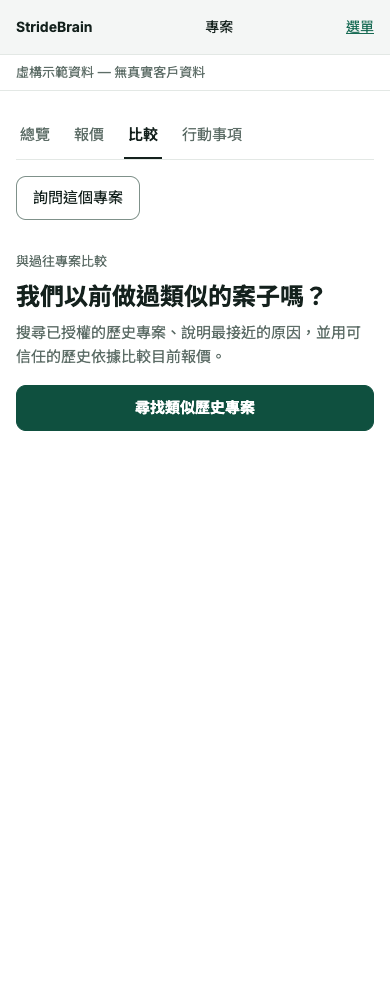 StrideBrain
專案
選單
虛構示範資料 — 無真實客戶資料
總覽
報價
比較
行動事項
詢問這個專案
與過往專案比較
我們以前做過類似的案子嗎？
搜尋已授權的歷史專案、說明最接近的原因，並用可
信任的歷史依據比較目前報價。
尋找類似歷史專案